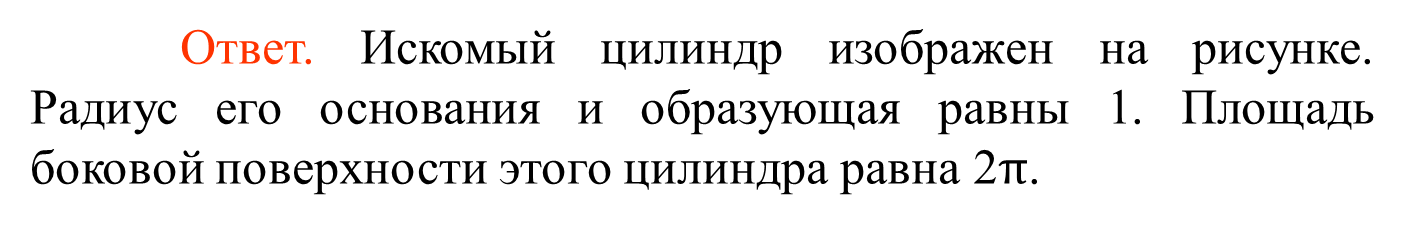 Ответ. Искомый цилиндр изображен на рисунке.
Радиус его основания и образующая равны 1. Площадь
боковой поверхности этого цилиндра равна 2π.